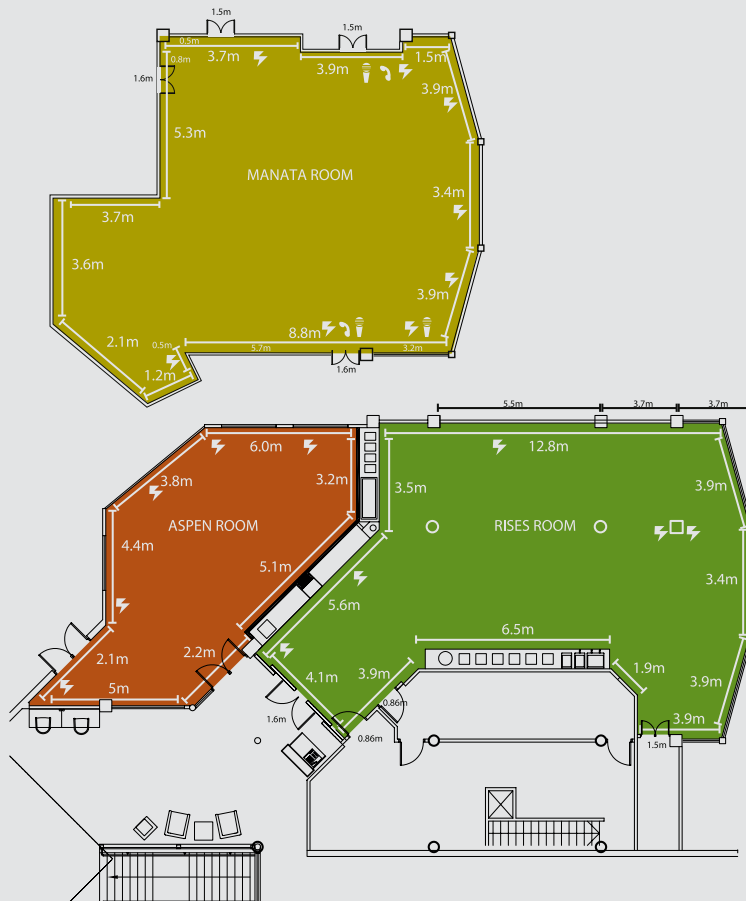 1.5m
1.5m
0.5m
3.7m
3.9m
1.5m
0.8m
1.6m
3.9m
5.3m
MANATA ROOM
3.4m
3.7m
3.6m
3.9m
8.8m
2.1m
0.5m
5.7m
3.2m
1.2m
1.6m
5.5m
3.7m
3.7m
6.0m
12.8m
3.8m
3.2m
3.5m
3.9m
ASPEN ROOM
RISES ROOM
4.4m
5.1m
3.4m
5.6m
6.5m
2.1m
2.2m
4.1m
3.9m
1.9m
3.9m
5m
0.86m
1.6m
3.9m
0.86m
1.5m